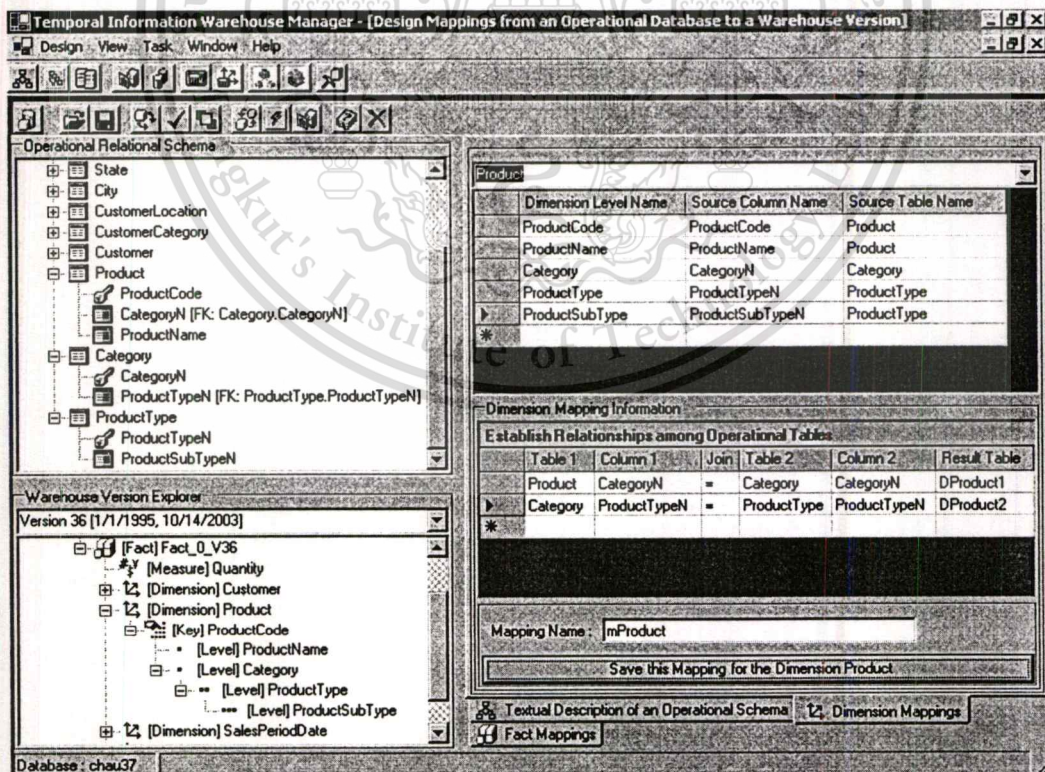 Temporal Information Warehouse Manager - [Design Mappings from an Operational Database to a Warehouse Version]
Design View Task Window Help
Operational Relational Schema
State
City
CustomerLocation
CustomerCategory
Customer
Product
ProductCode
CategoryN [FK: Category.CategoryN]
ProductName
Category
CategoryN
ProductTypeN [FK: ProductType.ProductTypeN]
ProductType
ProductTypeN
ProductSubTypeN
Warehouse Version Explorer
Version 36 [1/1/1995, 10/14/2003]
[Fact] Fact_0_V36
[Measure] Quantity
[Dimension] Customer
[Dimension] Product
[Key] ProductCode
[Level] ProductName
[Level] Category
[Level] ProductType
[Level] ProductSubType
[Dimension] SalesPeriodDate
Product
Dimension Level Name Source Column Name Source Table Name
ProductCode ProductCode Product
ProductName ProductName Product
Category CategoryN Category
ProductType ProductTypeN ProductType
ProductSubType ProductSubTypeN ProductType
Dimension Mapping Information
Establish Relationships among Operational Tables
Table 1 Column 1 Join Table 2 Column 2 Result Table
Product CategoryN = Category CategoryN DProduct1
Category ProductTypeN = ProductType ProductTypeN DProduct2
Mapping Name : mProduct
Save this Mapping for the Dimension Product
Textual Description of an Operational Schema Dimension Mappings
Fact Mappings
Database : chau37
gkut's Institute of Technology